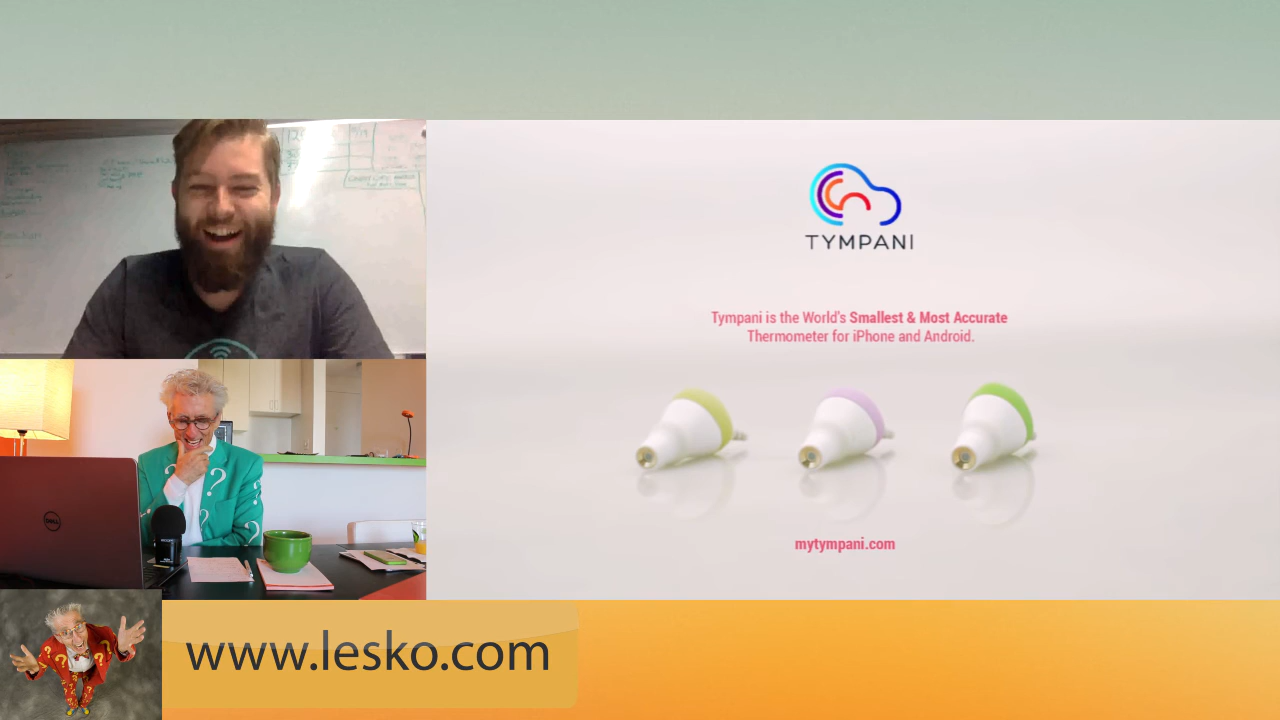 TYMPANI
Tympani is the World's Smallest & Most Accurate
Thermometer for iPhone and Android.
mytympani.com
DELL
www.lesko.com